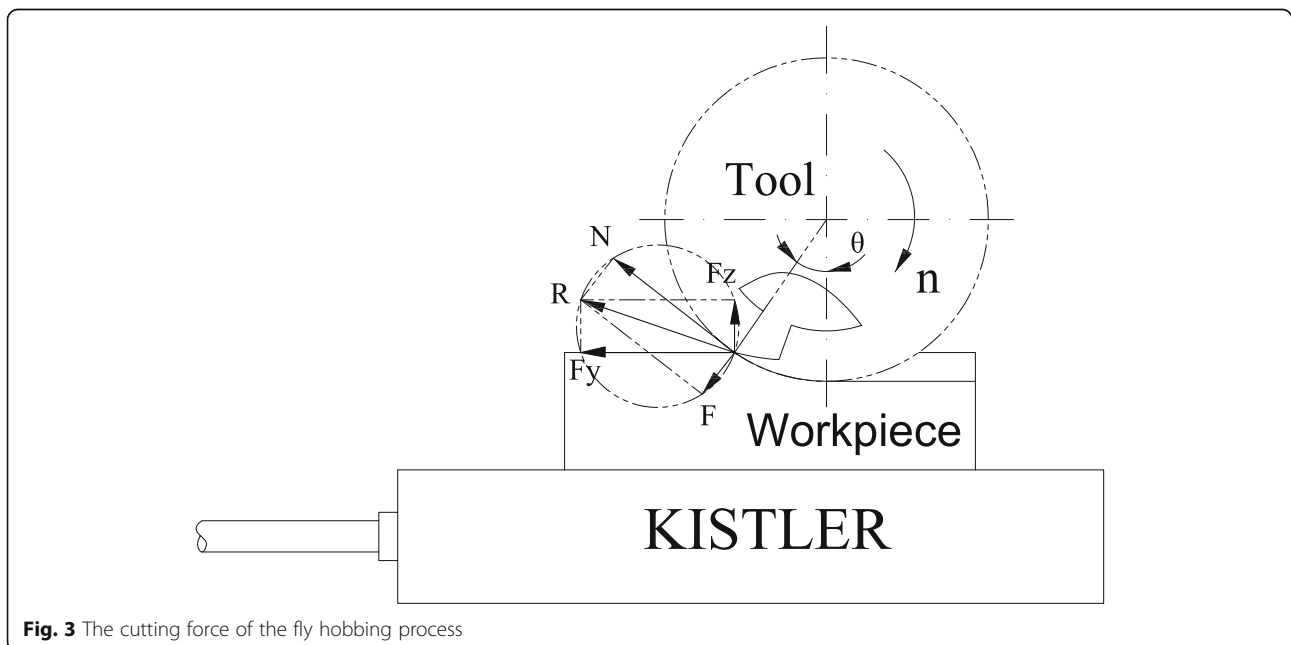 Tool
N
θ
Fz
n
R
Fy
F
Workpiece
KISTLER
Fig. 3 The cutting force of the fly hobbing process